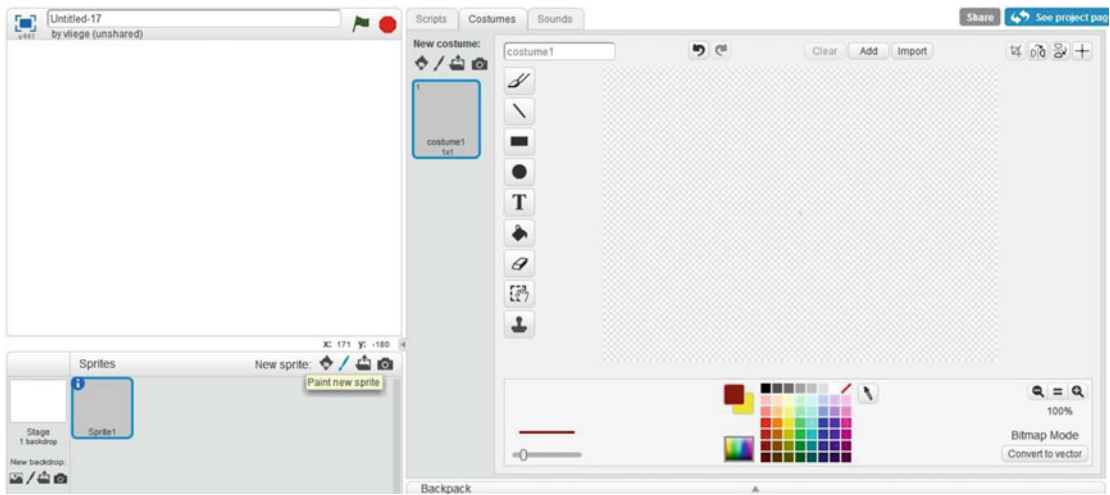 Untitled-17
by vliege (unshared)
v441
Scripts
Costumes
Sounds
Share
See project pag
New costume:
costume1
Clear
Add
Import
1
costume1
1x1
T
x: 171 y: -180
Sprites
New sprite:
Paint new sprite
Stage
1 backdrop
Sprite1
New backdrop:
100%
Bitmap Mode
Convert to vector
Backpack